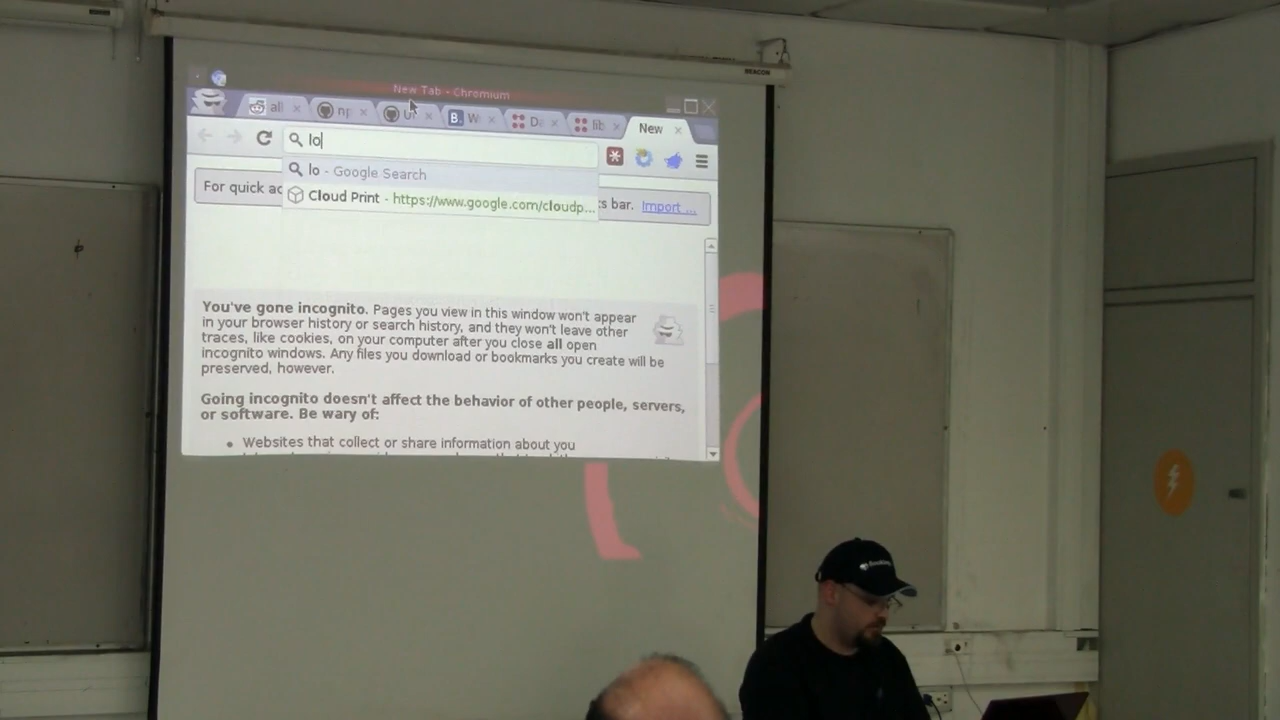 BEACON
New Tab - Chromium
all
np
B. W
D
lib
New
lo
lo - Google Search
For quick ac
Cloud Print - https://www.google.com/cloudp...
s bar. Import ...
You've gone incognito. Pages you view in this window won't appear
in your browser history or search history, and they won't leave other
traces, like cookies, on your computer after you close all open
incognito windows. Any files you download or bookmarks you create will be
preserved, however.
Going incognito doesn't affect the behavior of other people, servers,
or software. Be wary of:
• Websites that collect or share information about you